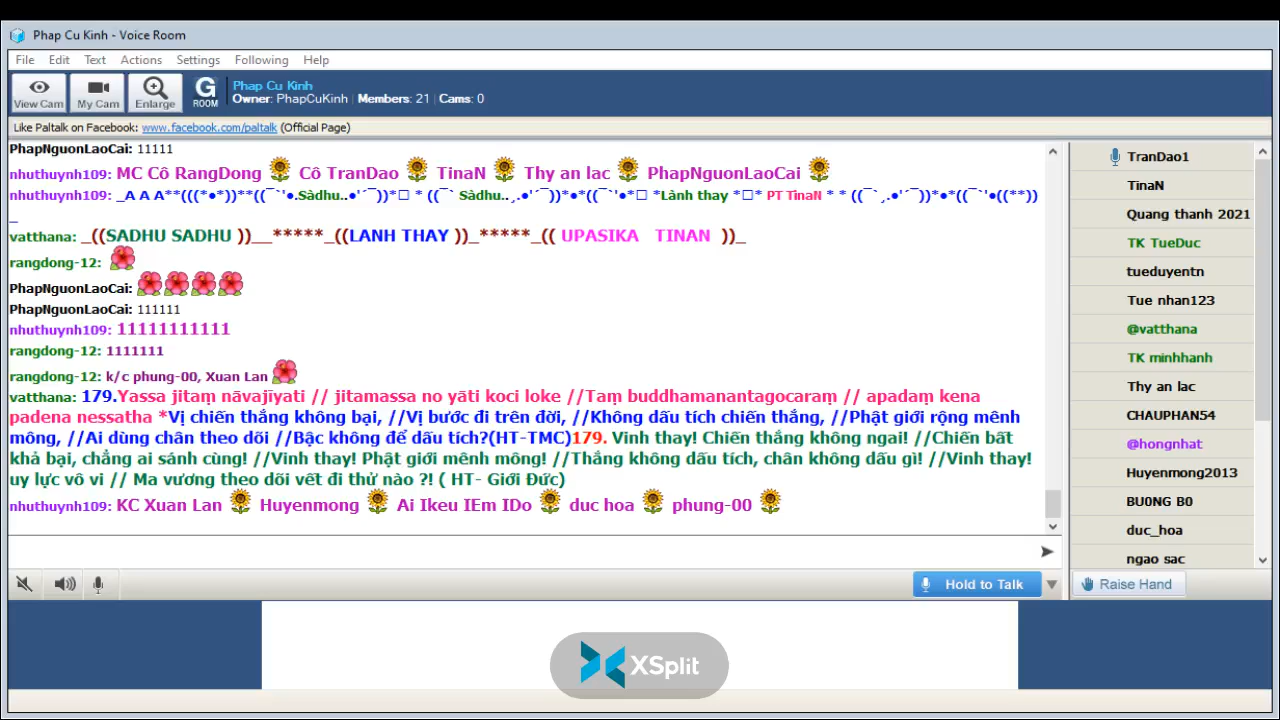 Phap Cu Kinh - Voice Room
File Edit Text Actions Settings Following Help
View Cam My Cam Enlarge G ROOM
Phap Cu Kinh
Owner: PhapCuKinh | Members: 21 | Cams: 0
Like Paltalk on Facebook: www.facebook.com/paltalk (Official Page)
PhapNguonLaoCai: 11111
nhuthuynh109: MC Cô RangDong 🌻 Cô TranDao 🌻 TinaN 🌻 Thy an lac 🌻 PhapNguonLaoCai 🌻
nhuthuynh109: _A A A**(((*●*))**((¯`'●.Sàdhu..●'´¯))*□ * ((¯` Sàdhu..¸.●'´¯))*●*((¯`'●*□ *Lành thay *□* PT TinaN * * ((¯`¸.●'´¯))*●*((¯`'●((**))
_
vatthana: _((SADHU SADHU ))__*****_((LANH THAY ))_*****_(( UPASIKA TINAN ))_
rangdong-12: 🌺
PhapNguonLaoCai: 🌺🌺🌺🌺
PhapNguonLaoCai: 111111
nhuthuynh109: 11111111111
rangdong-12: 1111111
rangdong-12: k/c phung-00, Xuan Lan 🌺
vatthana: 179.Yassa jitaṃ nāvajīyati // jitamassa no yāti koci loke //Taṃ buddhamanantagocaraṃ // apadaṃ kena
padena nessatha *Vị chiến thắng không bại, //Vị bước đi trên đời, //Không dấu tích chiến thắng, //Phật giới rộng mênh
mông, //Ai dùng chân theo dõi //Bậc không để dấu tích?(HT-TMC)179. Vinh thay! Chiến thắng không ngai! //Chiến bất
khả bại, chẳng ai sánh cùng! //Vinh thay! Phật giới mênh mông! //Thắng không dấu tích, chân không dấu gì! //Vinh thay!
uy lực vô vi // Ma vương theo dõi vết đi thử nào ?! ( HT- Giới Đức)
nhuthuynh109: KC Xuan Lan 🌻 Huyenmong 🌻 Ai Ikeu IEm IDo 🌻 duc hoa 🌻 phung-00 🌻
Hold to Talk
TranDao1
TinaN
Quang thanh 2021
TK TueDuc
tueduyentn
Tue nhan123
@vatthana
TK minhhanh
Thy an lac
CHAUPHAN54
@hongnhat
Huyenmong2013
BU0NG B0
duc_hoa
ngao sac
Raise Hand
XSplit